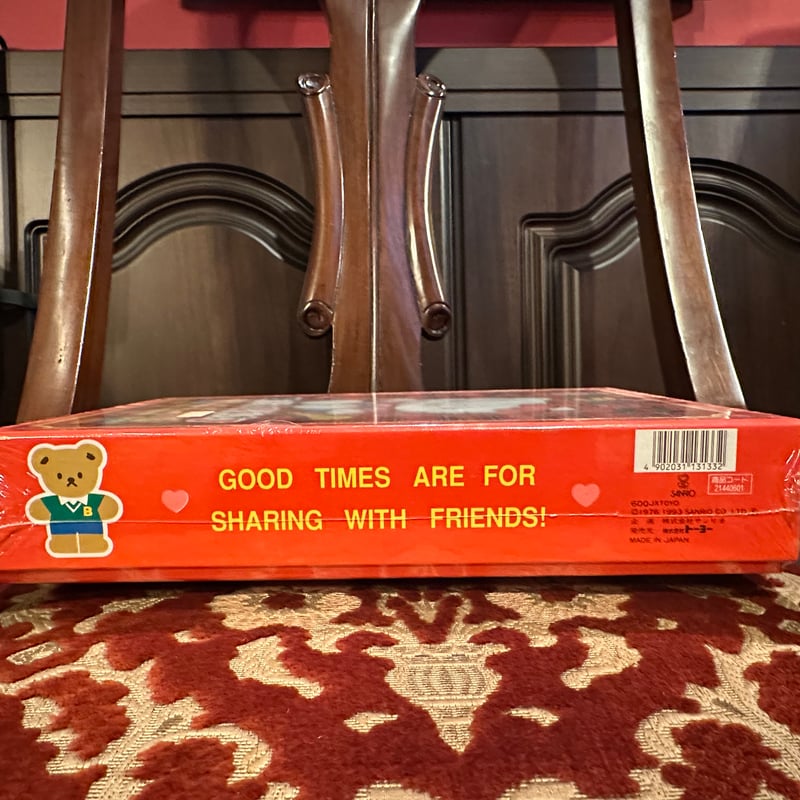 GOOD TIMES ARE FOR
SHARING WITH FRIENDS!
B
4 902031 131332
SANRIO
商品コード
21440601
600JXTOYO
©1976,1993 SANRIO CO.,LTD.
企 画 株式会社サンリオ
発売元 株式会社トーヨー
MADE IN JAPAN